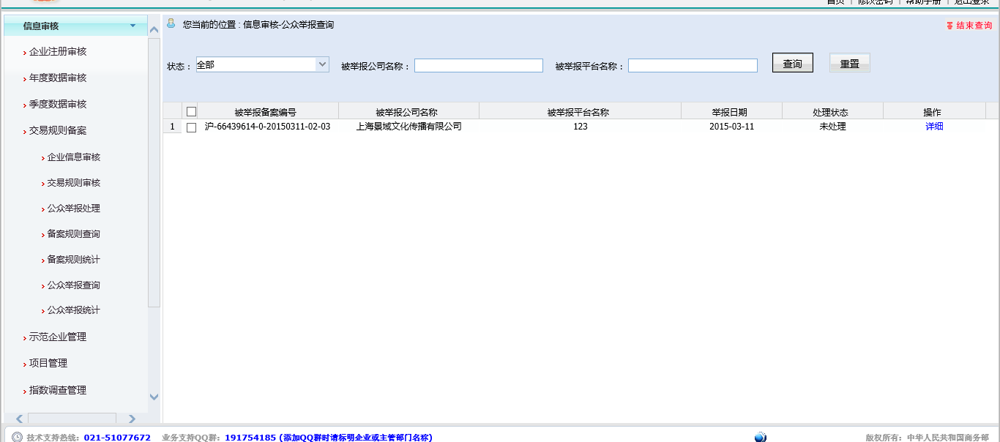 首页 | 修改密码 | 帮助手册 | 退出登录
信息审核
您当前的位置 : 信息审核-公众举报查询
结束查询
企业注册审核
年度数据审核
季度数据审核
交易规则备案
企业信息审核
交易规则审核
公众举报处理
备案规则查询
备案规则统计
公众举报查询
公众举报统计
示范企业管理
项目管理
指数调查管理
状态： 全部 被举报公司名称： 被举报平台名称： 查询 重置
被举报备案编号 被举报公司名称 被举报平台名称 举报日期 处理状态 操作
1 沪-66439614-0-20150311-02-03 上海景域文化传播有限公司 123 2015-03-11 未处理 详细
技术支持热线: 021-51077672 业务支持QQ群: 191754185 (添加QQ群时请标明企业或主管部门名称) 版权所有: 中华人民共和国商务部